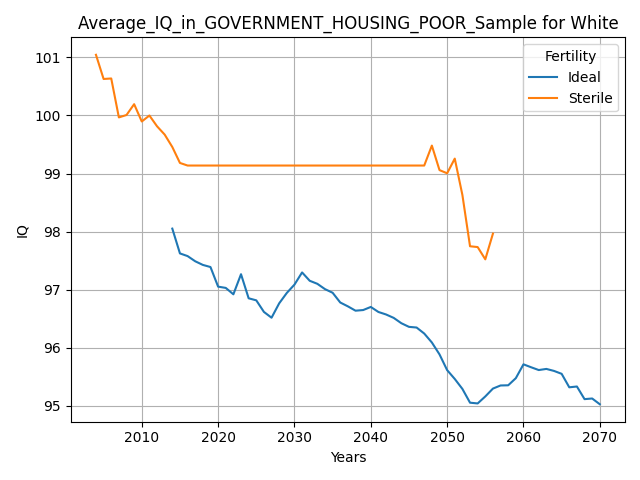 Average_IQ_in_GOVERNMENT_HOUSING_POOR_Sample for White
Fertility
Ideal
Sterile
IQ
101
100
99
98
97
96
95
2010
2020
2030
2040
2050
2060
2070
Years